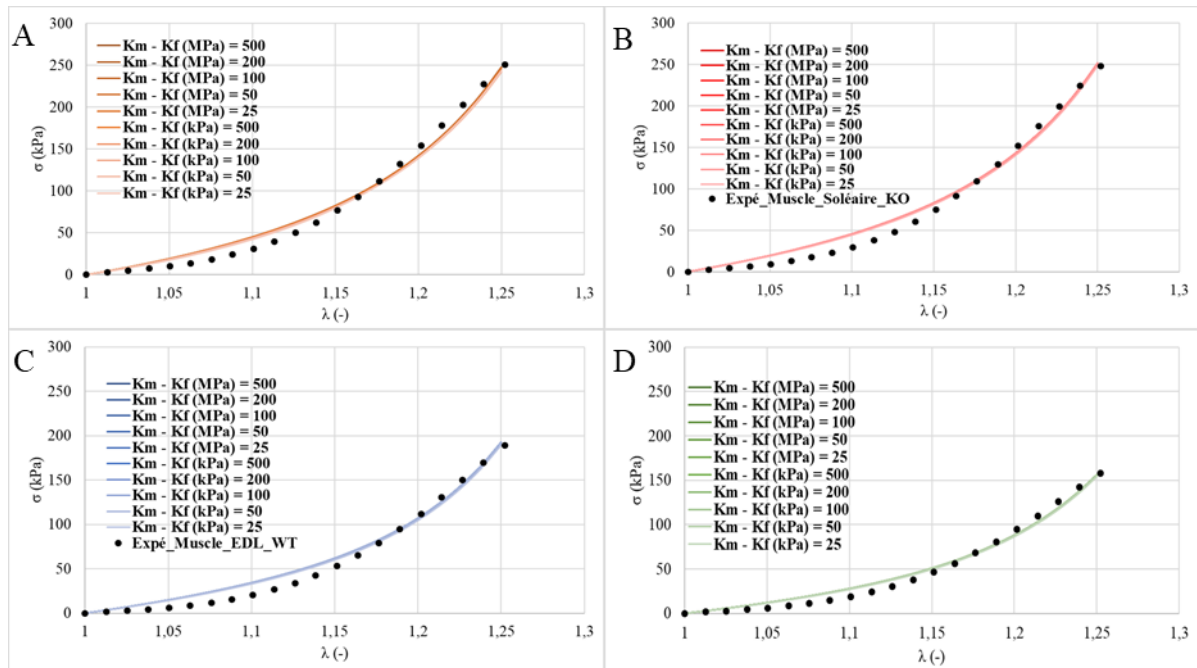 A
300
250
200
150
100
50
0
σ (kPa)
Km - Kf (MPa) = 500
Km - Kf (MPa) = 200
Km - Kf (MPa) = 100
Km - Kf (MPa) = 50
Km - Kf (MPa) = 25
Km - Kf (kPa) = 500
Km - Kf (kPa) = 200
Km - Kf (kPa) = 100
Km - Kf (kPa) = 50
Km - Kf (kPa) = 25
1 1,05 1,1 1,15 1,2 1,25 1,3
λ (-)
B
300
250
200
150
100
50
0
σ (kPa)
Km - Kf (MPa) = 500
Km - Kf (MPa) = 200
Km - Kf (MPa) = 100
Km - Kf (MPa) = 50
Km - Kf (MPa) = 25
Km - Kf (kPa) = 500
Km - Kf (kPa) = 200
Km - Kf (kPa) = 100
Km - Kf (kPa) = 50
Km - Kf (kPa) = 25
Expé_Muscle_Soléaire_KO
1 1,05 1,1 1,15 1,2 1,25 1,3
λ (-)
C
300
250
200
150
100
50
0
σ (kPa)
Km - Kf (MPa) = 500
Km - Kf (MPa) = 200
Km - Kf (MPa) = 100
Km - Kf (MPa) = 50
Km - Kf (MPa) = 25
Km - Kf (kPa) = 500
Km - Kf (kPa) = 200
Km - Kf (kPa) = 100
Km - Kf (kPa) = 50
Km - Kf (kPa) = 25
Expé_Muscle_EDL_WT
1 1,05 1,1 1,15 1,2 1,25 1,3
λ (-)
D
300
250
200
150
100
50
0
σ (kPa)
Km - Kf (MPa) = 500
Km - Kf (MPa) = 200
Km - Kf (MPa) = 100
Km - Kf (MPa) = 50
Km - Kf (MPa) = 25
Km - Kf (kPa) = 500
Km - Kf (kPa) = 200
Km - Kf (kPa) = 100
Km - Kf (kPa) = 50
Km - Kf (kPa) = 25
1 1,05 1,1 1,15 1,2 1,25 1,3
λ (-)